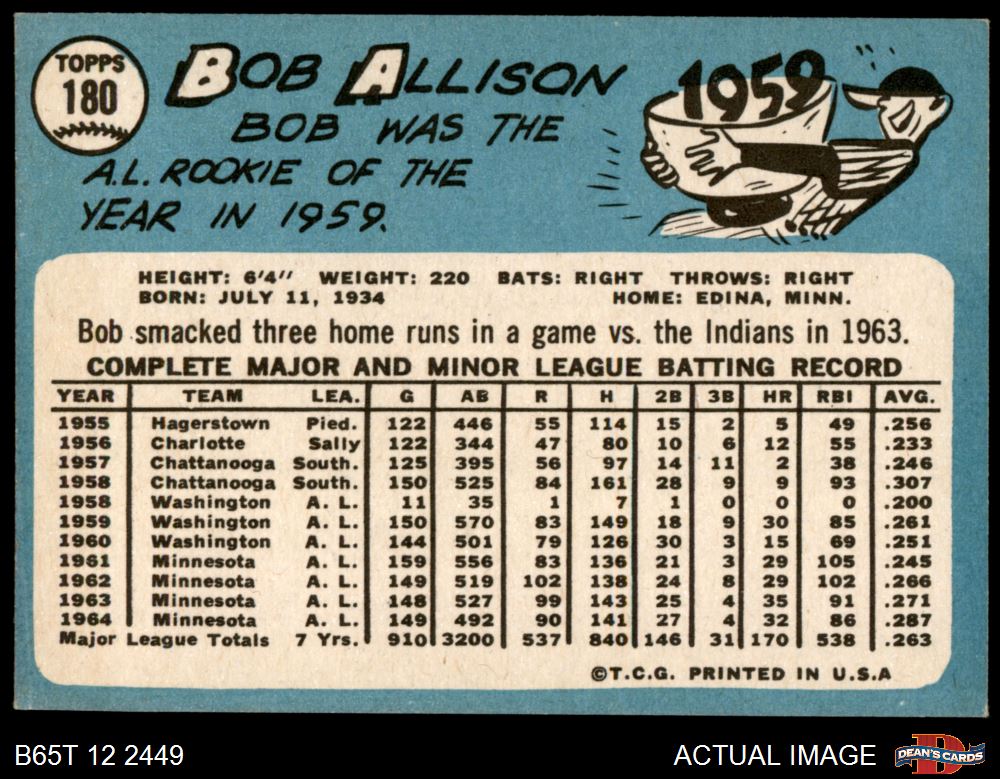 TOPPS
180
BOB ALLISON
BOB WAS THE
A.L. ROOKIE OF THE
YEAR IN 1959.
1959
HEIGHT: 6'4" WEIGHT: 220 BATS: RIGHT THROWS: RIGHT
BORN: JULY 11, 1934 HOME: EDINA, MINN.
Bob smacked three home runs in a game vs. the Indians in 1963.
COMPLETE MAJOR AND MINOR LEAGUE BATTING RECORD
YEAR TEAM LEA. G AB R H 2B 3B HR RBI AVG.
1955 Hagerstown Pied. 122 446 55 114 15 2 5 49 .256
1956 Charlotte Sally 122 344 47 80 10 6 12 55 .233
1957 Chattanooga South. 125 395 56 97 14 11 2 38 .246
1958 Chattanooga South. 150 525 84 161 28 9 9 93 .307
1958 Washington A. L. 11 35 1 7 1 0 0 0 .200
1959 Washington A. L. 150 570 83 149 18 9 30 85 .261
1960 Washington A. L. 144 501 79 126 30 3 15 69 .251
1961 Minnesota A. L. 159 556 83 136 21 3 29 105 .245
1962 Minnesota A. L. 149 519 102 138 24 8 29 102 .266
1963 Minnesota A. L. 148 527 99 143 25 4 35 91 .271
1964 Minnesota A. L. 149 492 90 141 27 4 32 86 .287
Major League Totals 7 Yrs. 910 3200 537 840 146 31 170 538 .263
©T.C.G. PRINTED IN U.S.A
B65T 12 2449 ACTUAL IMAGE DEAN'S CARDS